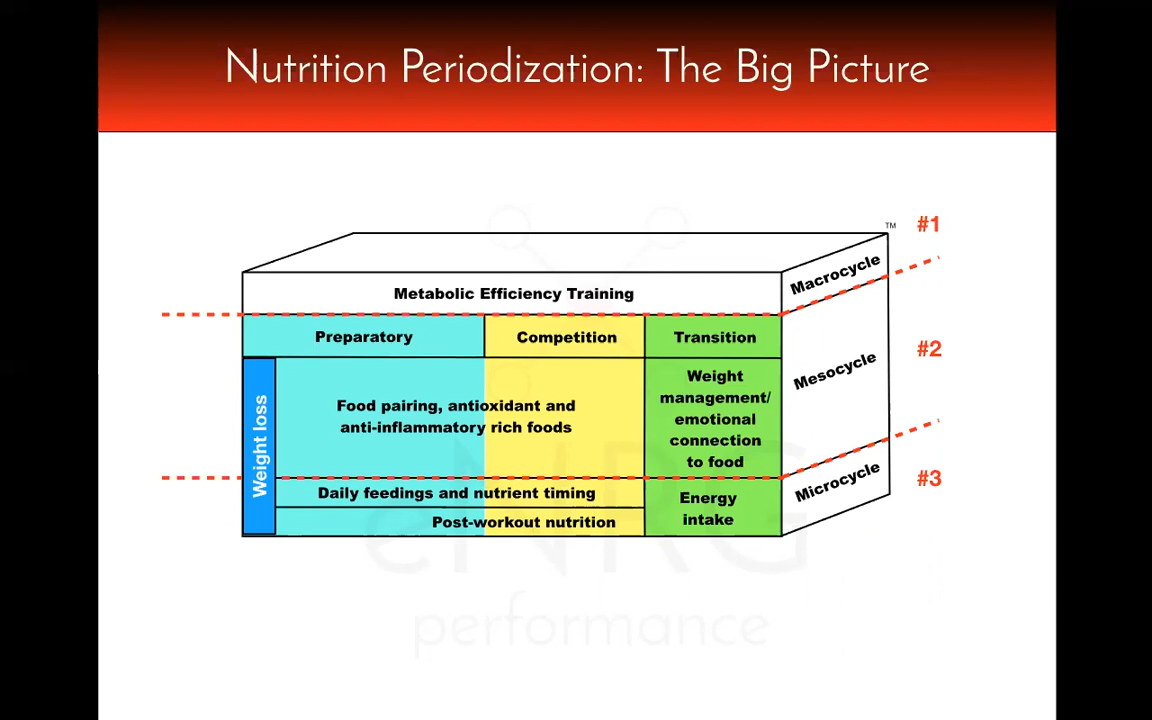 Nutrition Periodization: The Big Picture
TM
#1
Macrocycle
Metabolic Efficiency Training
Preparatory
Competition
Transition
#2
Mesocycle
Weight loss
Food pairing, antioxidant and
anti-inflammatory rich foods
Weight
management/
emotional
connection
to food
#3
Microcycle
Daily feedings and nutrient timing
Post-workout nutrition
Energy
intake
eNRG
performance